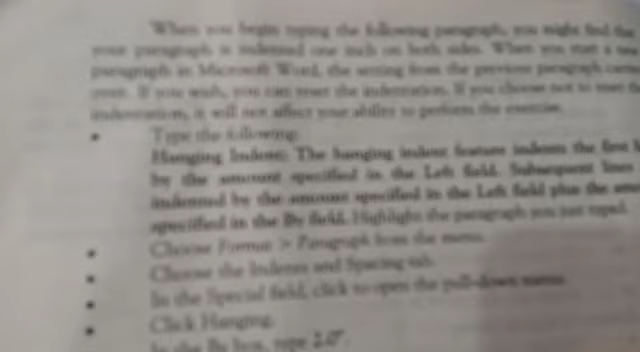 When you begin typing the following paragraph, you might find the
your paragraph is indented one inch on both sides. When you start a new
paragraph in Microsoft Word, the setting from the previous paragraph
over. If you wish, you can reset the indentation. If you choose not to reset
indentation, it will not affect your ability to perform the exercise.
• Type the following:
Hanging Indent: The hanging indent feature indents the first
by the amount specified in the Left field. Subsequent lines
indented by the amount specified in the Left field plus the
specified in the By field. Highlight the paragraph you just typed.
• Choose Format > Paragraph from the menu.
• Choose the Indents and Spacing tab.
• In the Special field, click to open the pull-down menu.
• Click Hanging.
In the By box, type